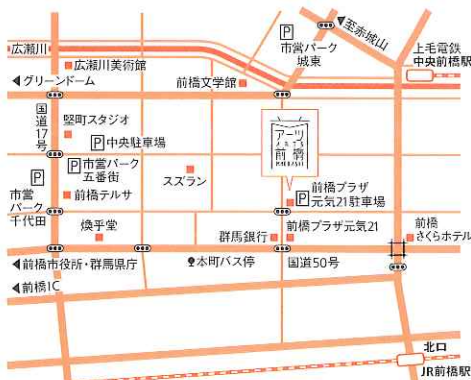 至赤城山
P
市営パーク
城東
上毛電鉄
中央前橋駅
広瀬川
広瀬川美術館
グリーンドーム
前橋文学館
国道17号
竪町スタジオ
P 中央駐車場
P 市営パーク
五番街
アーツ
前橋
スズラン
P
市営
パーク
千代田
前橋テルサ
前橋プラザ
P 元気21駐車場
煥乎堂
群馬銀行
前橋プラザ元気21
前橋
さくらホテル
前橋市役所・群馬県庁
本町バス停
国道50号
前橋IC
北口
JR前橋駅